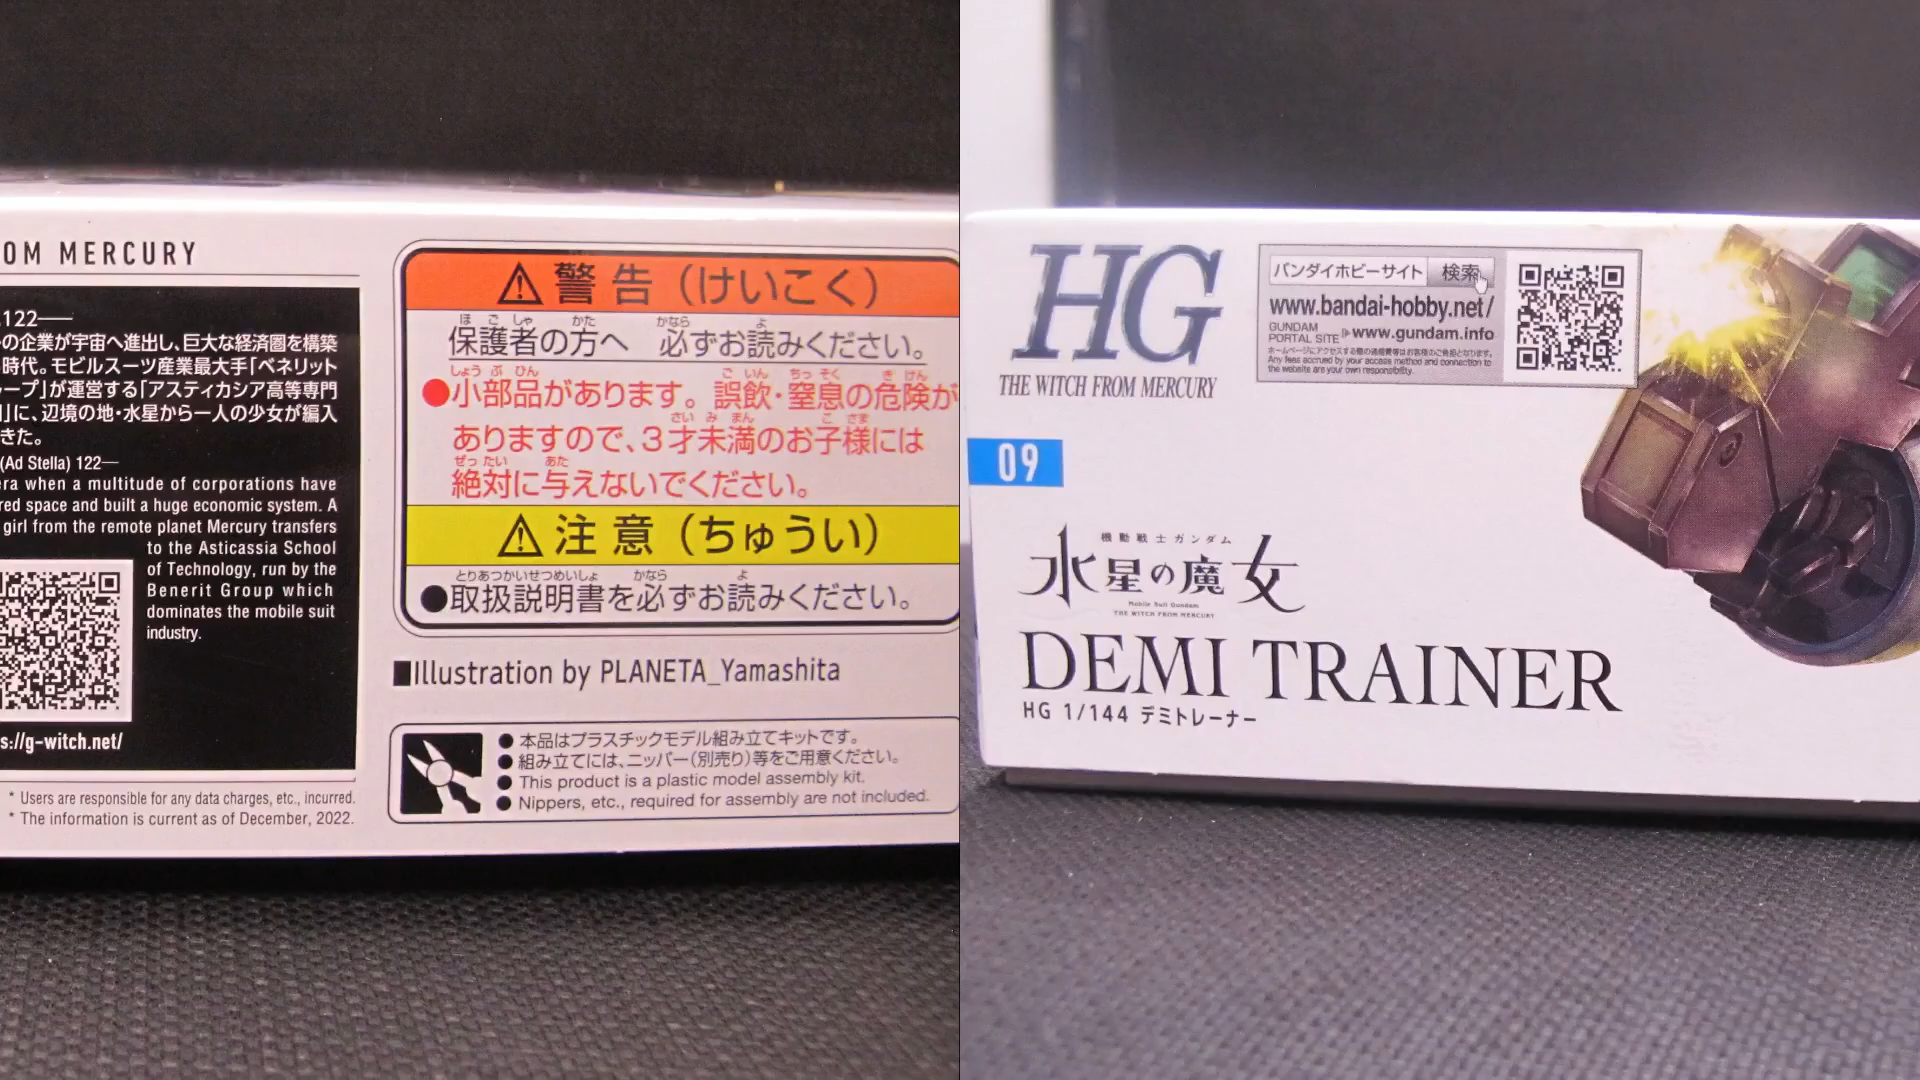 OM MERCURY
.122──
の企業が宇宙へ進出し、巨大な経済圏を構築
時代。モビルスーツ産業最大手「ベネリット
ループ」が運営する「アスティカシア高等専門
」に、辺境の地・水星から一人の少女が編入
きた。
(Ad Stella) 122─
era when a multitude of corporations have
red space and built a huge economic system. A
girl from the remote planet Mercury transfers
to the Asticassia School
of Technology, run by the
Benerit Group which
dominates the mobile suit
industry.
s://g-witch.net/
* Users are responsible for any data charges, etc., incurred.
* The information is current as of December, 2022.
⚠警告(けいこく)
ほごしゃ かた かなら よ
保護者の方へ 必ずお読みください。
しょうぶひん ごいん ちっそく きけん
●小部品があります。誤飲・窒息の危険が
さいみまん こさま
ありますので、3才未満のお子様には
ぜったい あた
絶対に与えないでください。
⚠注意(ちゅうい)
とりあつかいせつめいしょ かなら よ
●取扱説明書を必ずお読みください。
■Illustration by PLANETA_Yamashita
●本品はプラスチックモデル組み立てキットです。
●組み立てには、ニッパー(別売り)等をご用意ください。
●This product is a plastic model assembly kit.
●Nippers, etc., required for assembly are not included.
HG
THE WITCH FROM MERCURY
バンダイホビーサイト 検索
www.bandai-hobby.net/
GUNDAM
PORTAL SITE www.gundam.info
ホームページにアクセスする際の通信費等はお客様のご負担となります。
Any fees accrued by your access method and connection to
the website are your own responsibility.
09
機動戦士ガンダム
水星の魔女
Mobile Suit Gundam
THE WITCH FROM MERCURY
DEMI TRAINER
HG 1/144 デミトレーナー